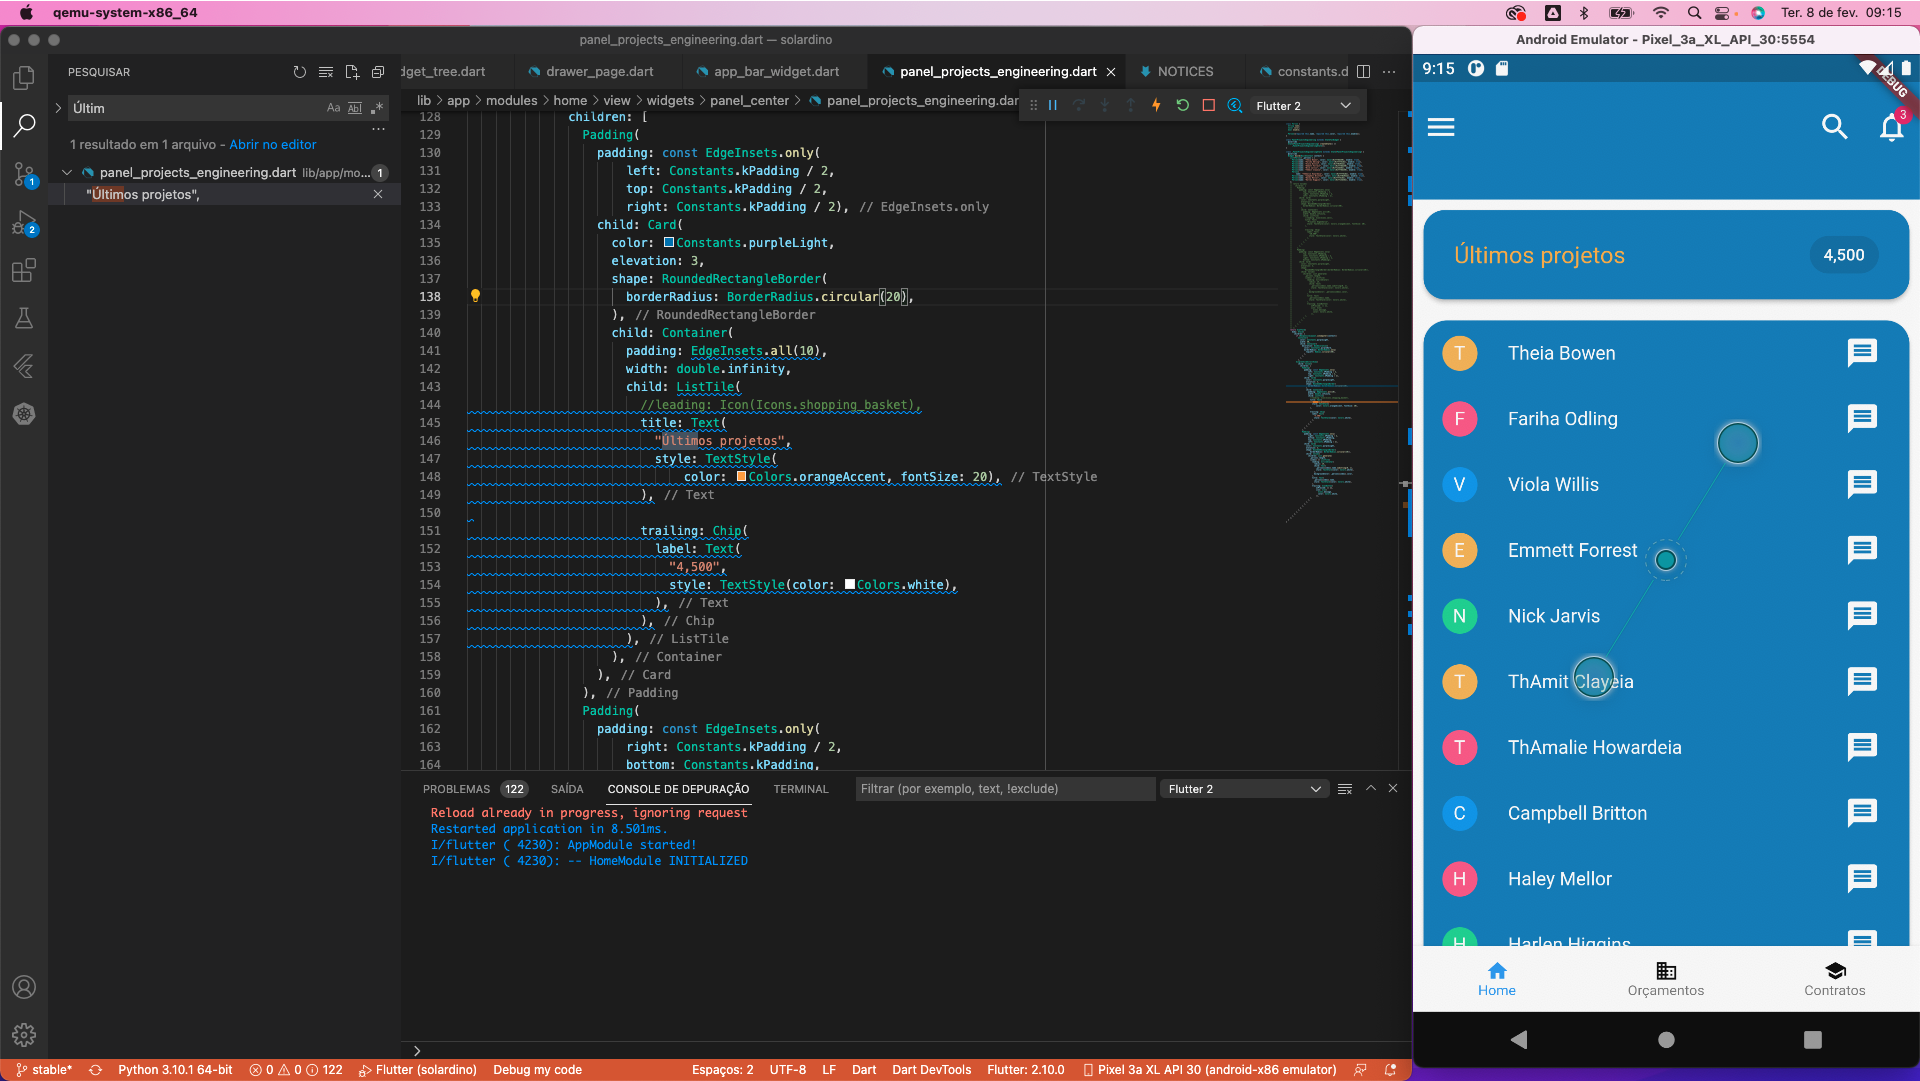 qemu-system-x86_64
Ter. 8 de fev. 09:15
panel_projects_engineering.dart — solardino
PESQUISAR
dget_tree.dart
drawer_page.dart
app_bar_widget.dart
panel_projects_engineering.dart
NOTICES
constants.d
lib > app > modules > home > view > widgets > panel_center > panel_projects_engineering.dar
Flutter 2
Últim
Aa
1 resultado em 1 arquivo - Abrir no editor
panel_projects_engineering.dart lib/app/mo... 1
"Últimos projetos",
1
2
128 children: [
129 Padding(
130 padding: const EdgeInsets.only(
131 left: Constants.kPadding / 2,
132 top: Constants.kPadding / 2,
133 right: Constants.kPadding / 2), // EdgeInsets.only
134 child: Card(
135 color: Constants.purpleLight,
136 elevation: 3,
137 shape: RoundedRectangleBorder(
138 borderRadius: BorderRadius.circular(20),
139 ), // RoundedRectangleBorder
140 child: Container(
141 padding: EdgeInsets.all(10),
142 width: double.infinity,
143 child: ListTile(
144 //leading: Icon(Icons.shopping_basket),
145 title: Text(
146 "Últimos projetos",
147 style: TextStyle(
148 color: Colors.orangeAccent, fontSize: 20), // TextStyle
149 ), // Text
150
151 trailing: Chip(
152 label: Text(
153 "4,500",
154 style: TextStyle(color: Colors.white),
155 ), // Text
156 ), // Chip
157 ), // ListTile
158 ), // Container
159 ), // Card
160 ), // Padding
161 Padding(
162 padding: const EdgeInsets.only(
163 right: Constants.kPadding / 2,
164 bottom: Constants.kPadding,
PROBLEMAS 122
SAÍDA
CONSOLE DE DEPURAÇÃO
TERMINAL
Filtrar (por exemplo, text, !exclude)
Flutter 2
Reload already in progress, ignoring request
Restarted application in 8.501ms.
I/flutter ( 4230): AppModule started!
I/flutter ( 4230): -- HomeModule INITIALIZED
stable*
Python 3.10.1 64-bit
0 0 122
Flutter (solardino)
Debug my code
Espaços: 2
UTF-8
LF
Dart
Dart DevTools
Flutter: 2.10.0
Pixel 3a XL API 30 (android-x86 emulator)
Android Emulator - Pixel_3a_XL_API_30:5554
9:15
DEBUG
3
Últimos projetos
4,500
T Theia Bowen
F Fariha Odling
V Viola Willis
E Emmett Forrest
N Nick Jarvis
T ThAmit Clayeia
T ThAmalie Howardeia
C Campbell Britton
H Haley Mellor
H Harlen Higgins
Home
Orçamentos
Contratos